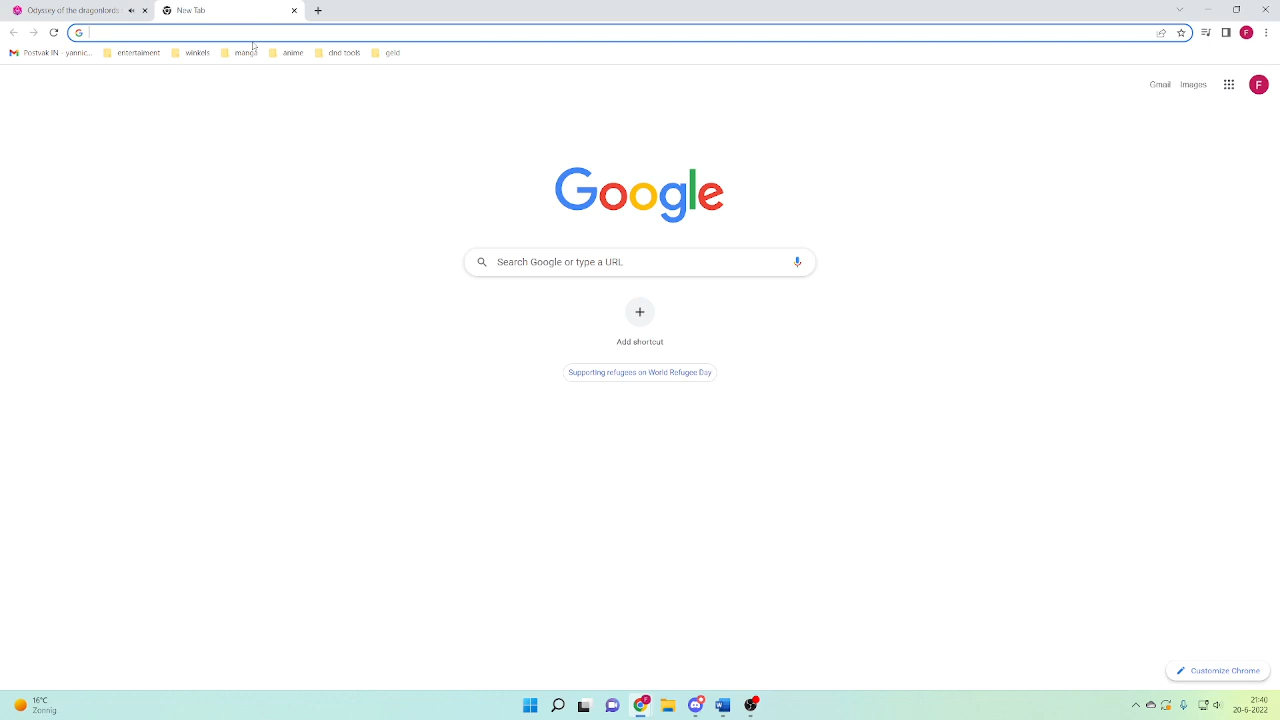 Odyssey of the dragonlords
New Tab
Postvak IN - yannic...
entertaiment
winkels
manga
anime
dnd tools
geld
Gmail
Images
F
Google
Search Google or type a URL
Add shortcut
Supporting refugees on World Refugee Day
Customize Chrome
16°C
Zonnig
21:40
20-6-2022